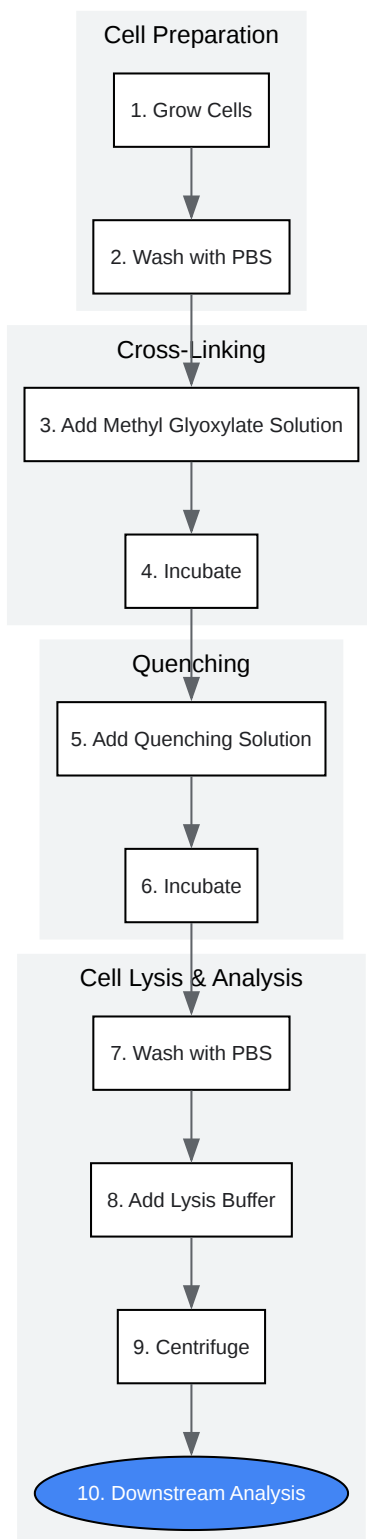 Cell Preparation
1. Grow Cells
2. Wash with PBS
Cross-Linking
3. Add Methyl Glyoxylate Solution
4. Incubate
Quenching
5. Add Quenching Solution
6. Incubate
Cell Lysis & Analysis
7. Wash with PBS
8. Add Lysis Buffer
9. Centrifuge
10. Downstream Analysis